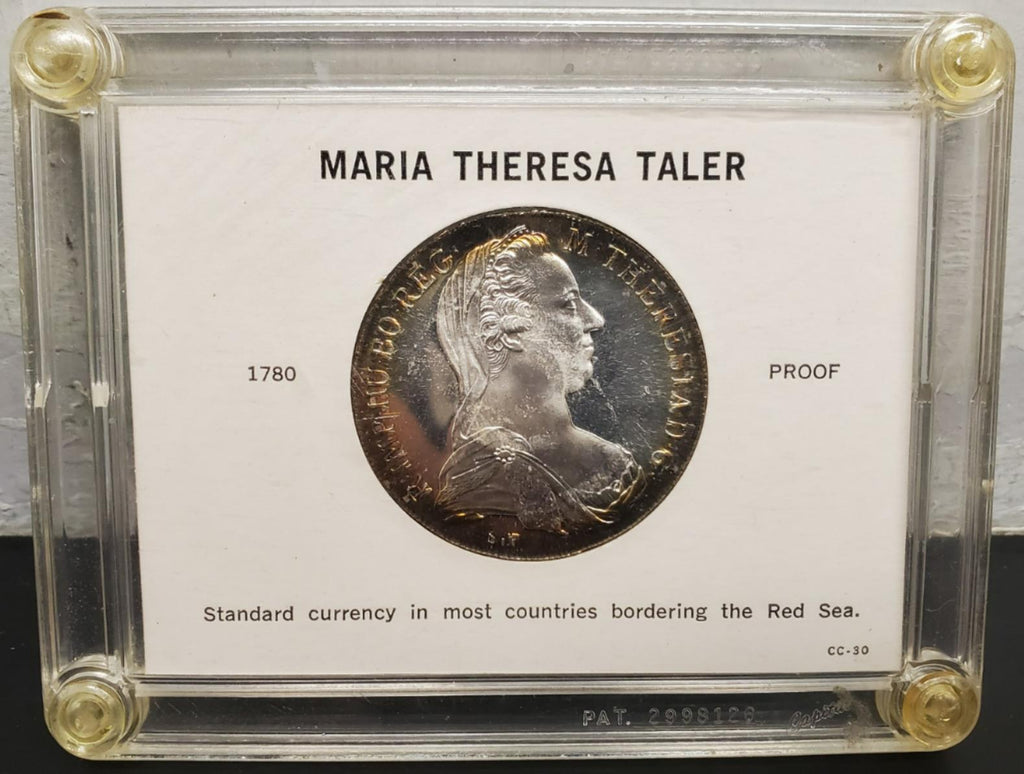 MARIA THERESA TALER
R·IMP·HU·BO·REG·
M·THERESIA·D·G·
1780
PROOF
Standard currency in most countries bordering the Red Sea.
CC-30
PAT. 2998129
Capital